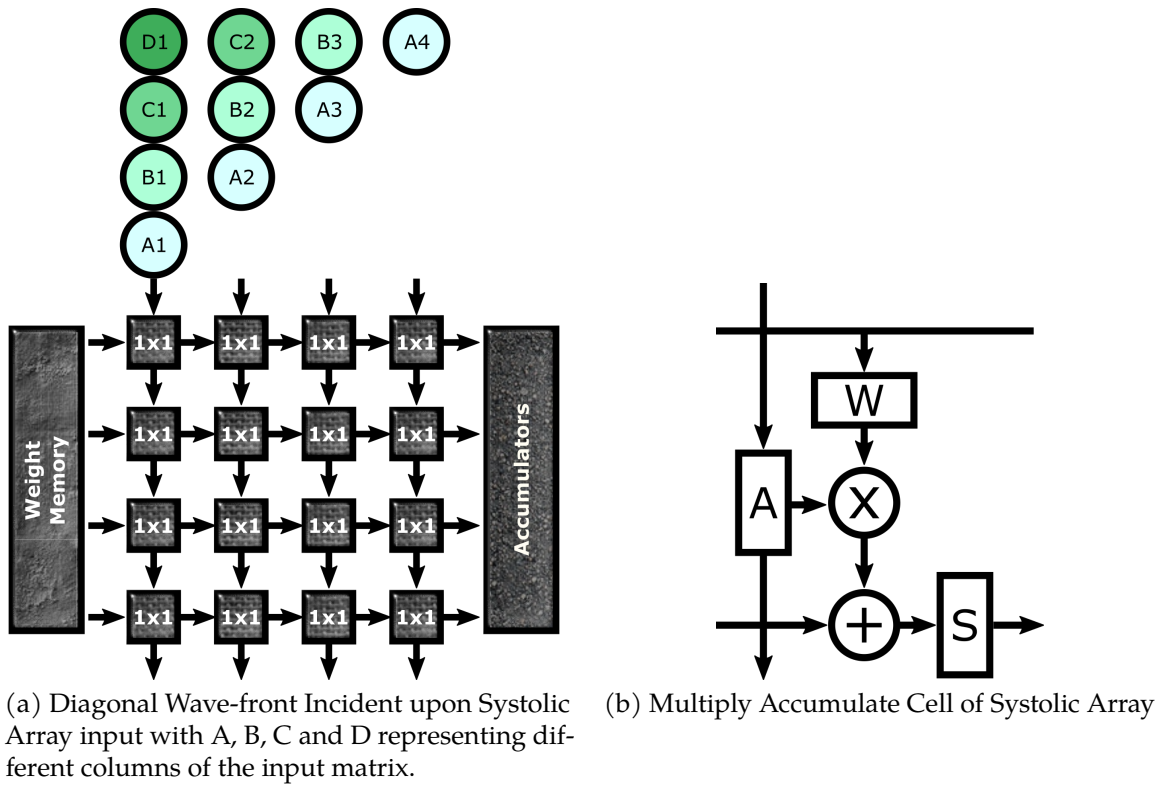 D1 C2 B3 A4
C1 B2 A3
B1 A2
A1
1x1 1x1 1x1 1x1
1x1 1x1 1x1 1x1
1x1 1x1 1x1 1x1
1x1 1x1 1x1 1x1
Weight
Memory
Accumulators
W
A X
+ S
(a) Diagonal Wave-front Incident upon Systolic
Array input with A, B, C and D representing dif-
ferent columns of the input matrix.
(b) Multiply Accumulate Cell of Systolic Array